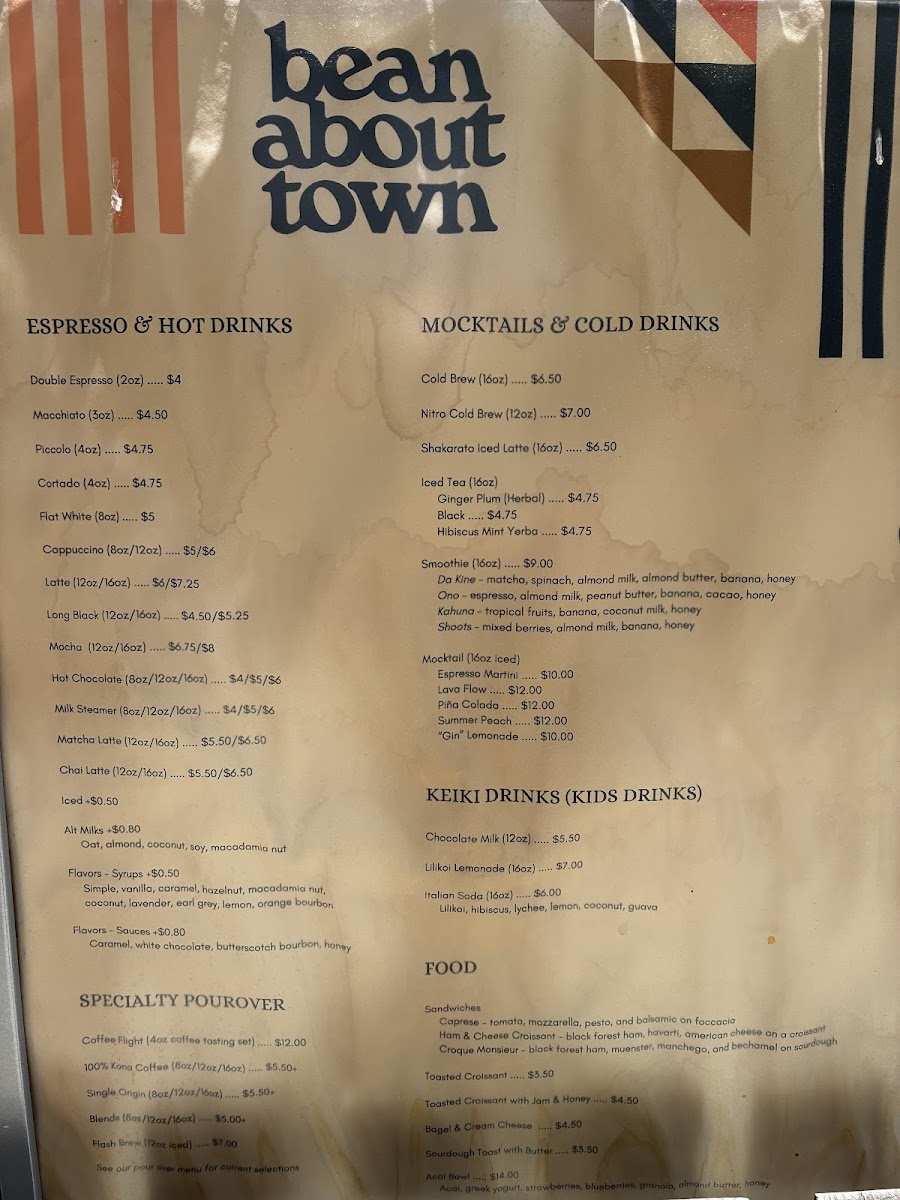 bean
about
town
ESPRESSO & HOT DRINKS
Double Espresso (2oz) ..... $4
Macchiato (3oz) ..... $4.50
Piccolo (4oz) ..... $4.75
Cortado (4oz) ..... $4.75
Flat White (8oz) ..... $5
Cappuccino (8oz/12oz) ..... $5/$6
Latte (12oz/16oz) ..... $6/$7.25
Long Black (12oz/16oz) ..... $4.50/$5.25
Mocha (12oz/16oz) ..... $6.75/$8
Hot Chocolate (8oz/12oz/16oz) ..... $4/$5/$6
Milk Steamer (8oz/12oz/16oz) ..... $4/$5/$6
Matcha Latte (12oz/16oz) ..... $5.50/$6.50
Chai Latte (12oz/16oz) ..... $5.50/$6.50
Iced +$0.50
Alt Milks +$0.80
Oat, almond, coconut, soy, macadamia nut
Flavors - Syrups +$0.50
Simple, vanilla, caramel, hazelnut, macadamia nut,
coconut, lavender, earl grey, lemon, orange bourbon
Flavors - Sauces +$0.80
Caramel, white chocolate, butterscotch bourbon, honey
SPECIALTY POUROVER
Coffee Flight (4oz coffee tasting set) ..... $12.00
100% Kona Coffee (8oz/12oz/16oz) ..... $5.50+
Single Origin (8oz/12oz/16oz) ..... $5.50+
Blends (8oz/12oz/16oz) ..... $5.00+
Flash Brew (12oz iced) ..... $7.00
See our pour over menu for current selections
MOCKTAILS & COLD DRINKS
Cold Brew (16oz) ..... $6.50
Nitro Cold Brew (12oz) ..... $7.00
Shakarato Iced Latte (16oz) ..... $6.50
Iced Tea (16oz)
Ginger Plum (Herbal) ..... $4.75
Black ..... $4.75
Hibiscus Mint Yerba ..... $4.75
Smoothie (16oz) ..... $9.00
Da Kine - matcha, spinach, almond milk, almond butter, banana, honey
Ono - espresso, almond milk, peanut butter, banana, cacao, honey
Kahuna - tropical fruits, banana, coconut milk, honey
Shoots - mixed berries, almond milk, banana, honey
Mocktail (16oz iced)
Espresso Martini ..... $10.00
Lava Flow ..... $12.00
Piña Colada ..... $12.00
Summer Peach ..... $12.00
"Gin" Lemonade ..... $10.00
KEIKI DRINKS (KIDS DRINKS)
Chocolate Milk (12oz) ..... $5.50
Lilikoi Lemonade (16oz) ..... $7.00
Italian Soda (16oz) ..... $6.00
Lilikoi, hibiscus, lychee, lemon, coconut, guava
FOOD
Sandwiches
Caprese - tomato, mozzarella, pesto, and balsamic on foccacia
Ham & Cheese Croissant - black forest ham, havarti, american cheese on a croissant
Croque Monsieur - black forest ham, muenster, manchego, and bechamel on sourdough
Toasted Croissant ..... $3.50
Toasted Croissant with Jam & Honey ..... $4.50
Bagel & Cream Cheese ..... $4.50
Sourdough Toast with Butter ..... $3.50
Acai Bowl ..... $14.00
Acai, greek yogurt, strawberries, blueberries, granola, almond butter, honey